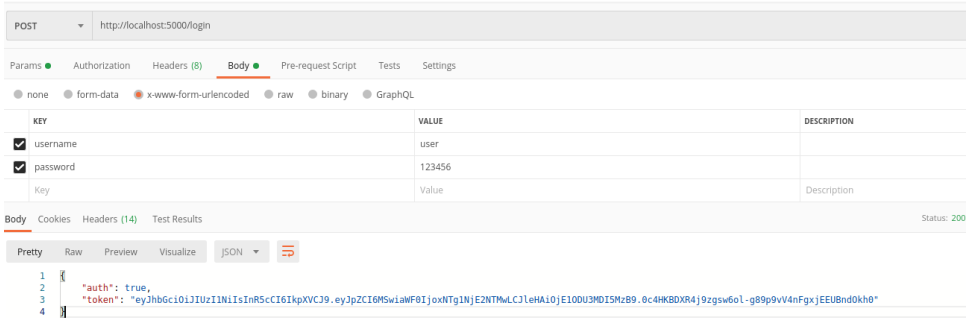 POST http://localhost:5000/login
Params Authorization Headers (8) Body Pre-request Script Tests Settings
none form-data x-www-form-urlencoded raw binary GraphQL
KEY VALUE DESCRIPTION
username user
password 123456
Key Value Description
Body Cookies Headers (14) Test Results Status: 200
Pretty Raw Preview Visualize JSON
1 {
2 "auth": true,
3 "token": "eyJhbGciOiJIUzI1NiIsInR5cCI6IkpXVCJ9.eyJpZCI6MSwiaWF0IjoxNTg1NjE2NTMwLCJleHAiOjE1ODU3MDI5MzB9.0c4HKBDXR4j9zgsw6ol-g89p9vV4nFgxjEEUBndOkh0"
4 }